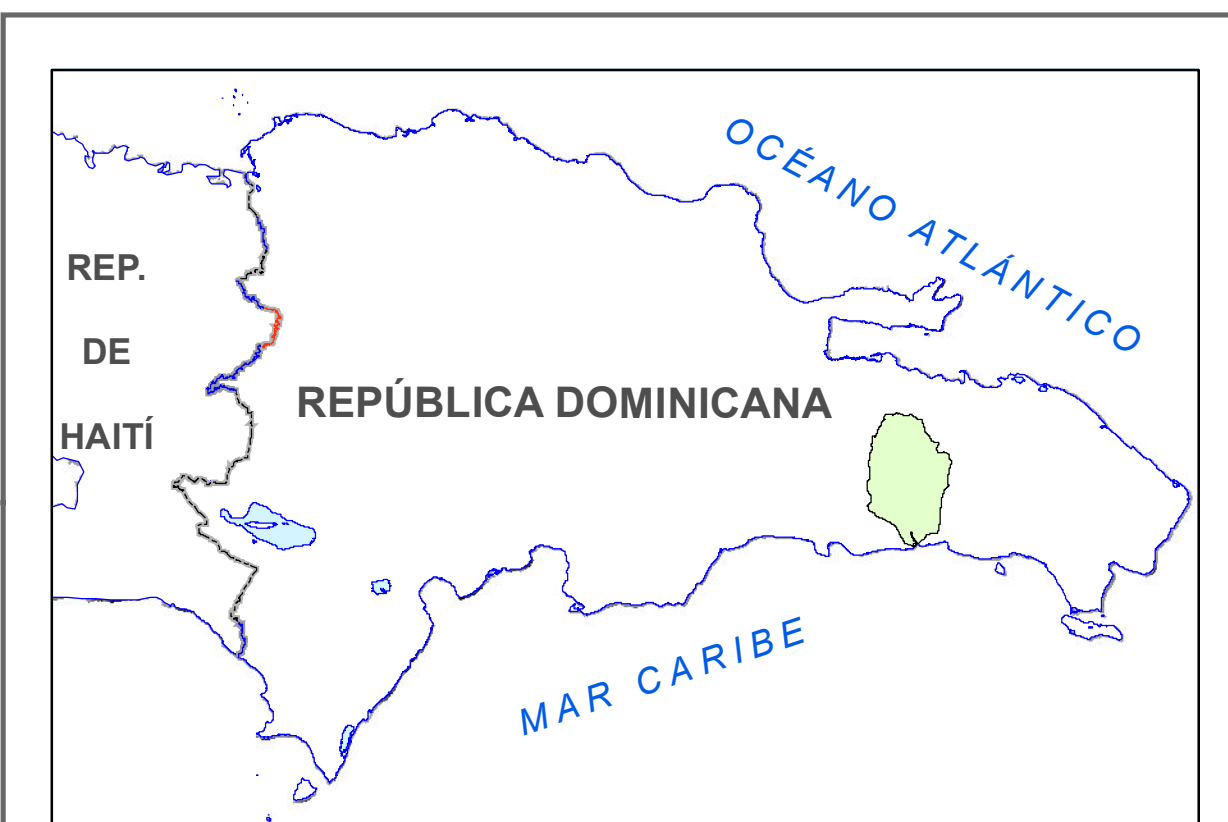 OCÉANO ATLÁNTICO
REP.
DE
HAITÍ
REPÚBLICA DOMINICANA
MAR CARIBE